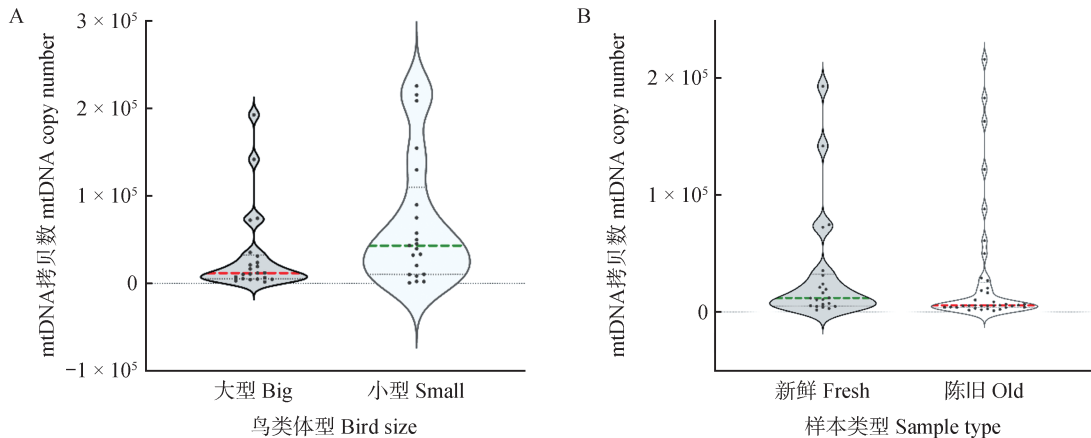 A
mtDNA拷贝数 mtDNA copy number
3 × 10⁵
2 × 10⁵
1 × 10⁵
0
−1 × 10⁵
大型 Big
小型 Small
鸟类体型 Bird size
B
mtDNA拷贝数 mtDNA copy number
2 × 10⁵
1 × 10⁵
0
新鲜 Fresh
陈旧 Old
样本类型 Sample type